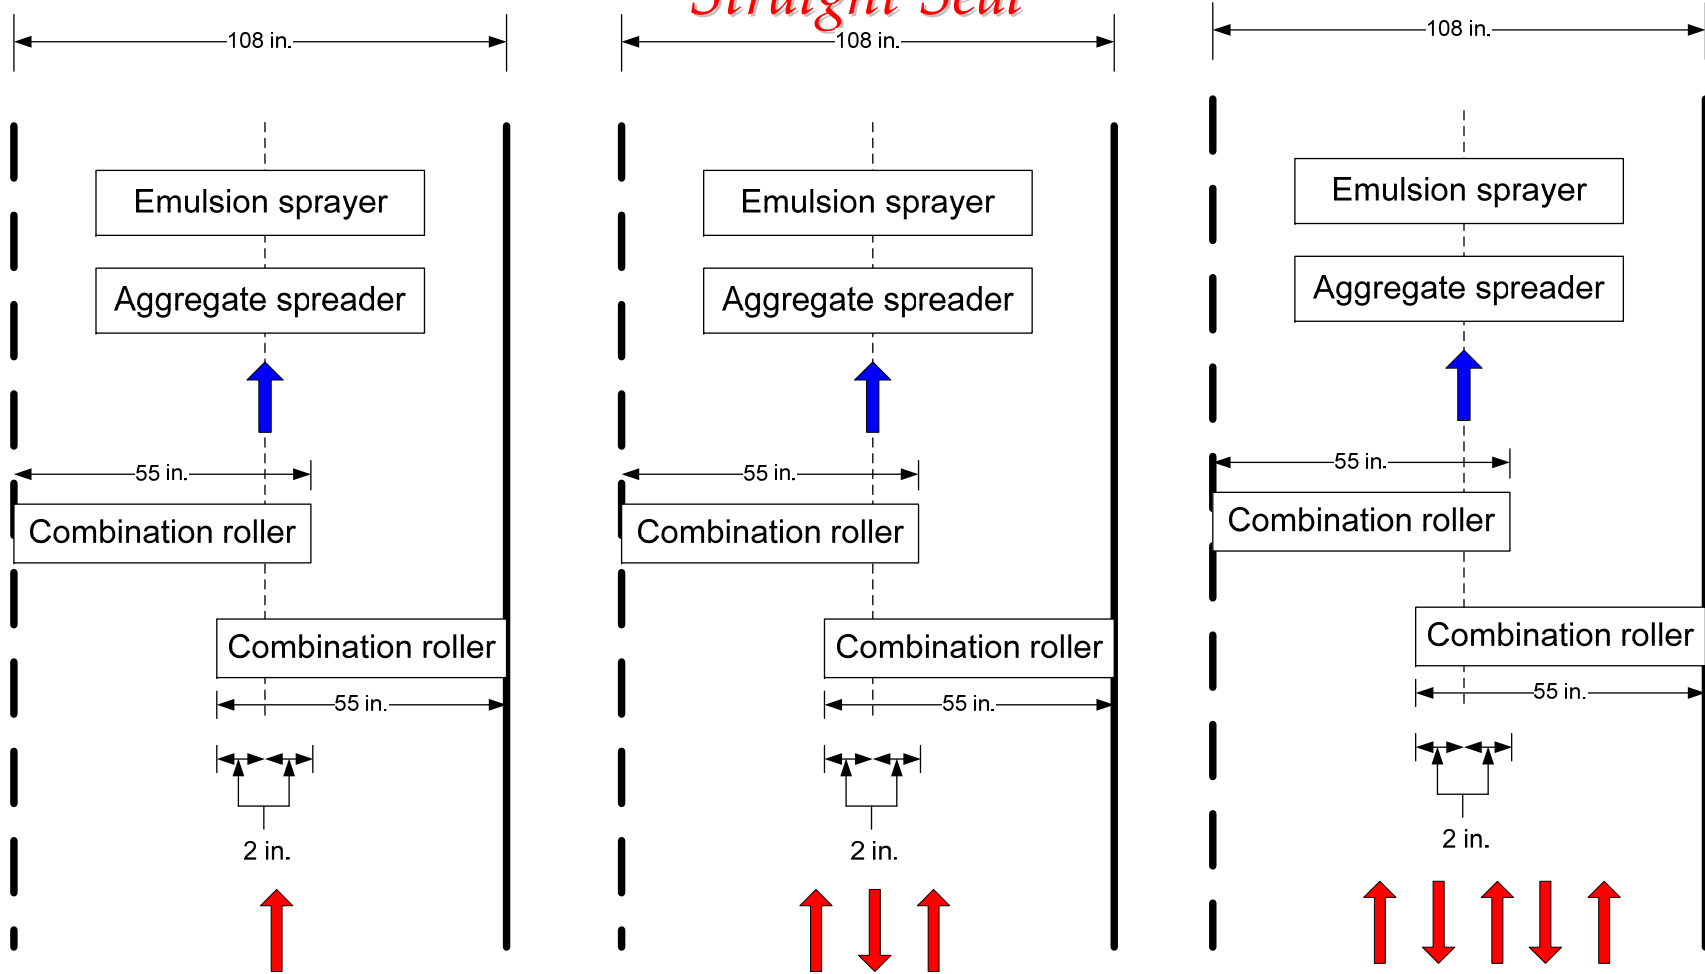 Straight Seal
108 in.
108 in.
108 in.
Emulsion sprayer
Emulsion sprayer
Emulsion sprayer
Aggregate spreader
Aggregate spreader
Aggregate spreader
55 in.
55 in.
55 in.
Combination roller
Combination roller
Combination roller
Combination roller
Combination roller
Combination roller
55 in.
55 in.
55 in.
2 in.
2 in.
2 in.